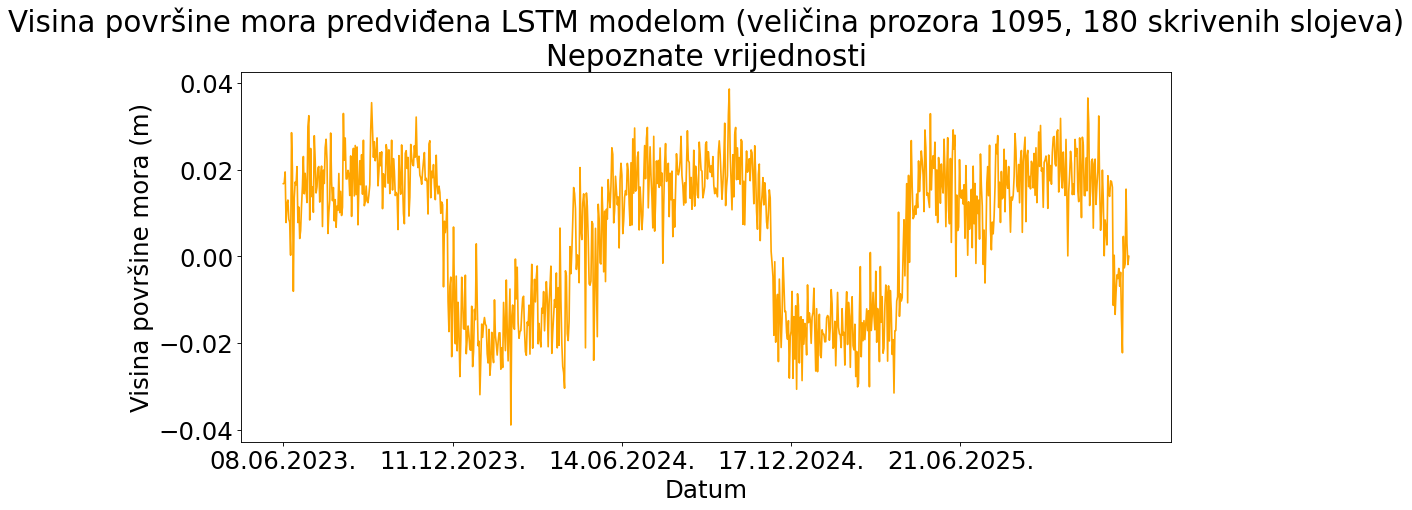 Visina površine mora predviđena LSTM modelom (veličina prozora 1095, 180 skrivenih slojeva)
Nepoznate vrijednosti
Visina površine mora (m)
0.04
0.02
0.00
−0.02
−0.04
08.06.2023. 11.12.2023. 14.06.2024. 17.12.2024. 21.06.2025.
Datum